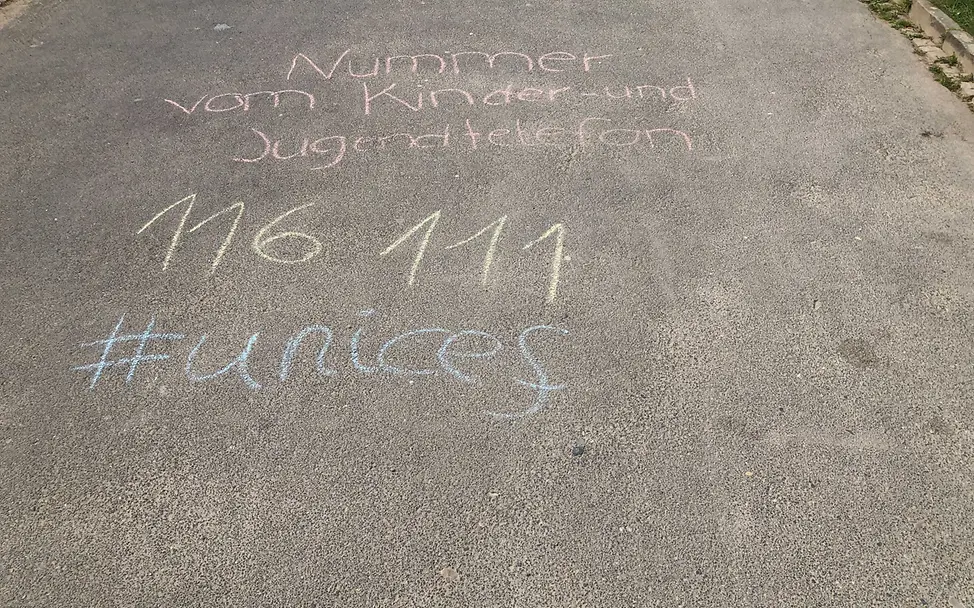 Nummer
vom Kinder-und
Jugendtelefon
116 111
#unicef